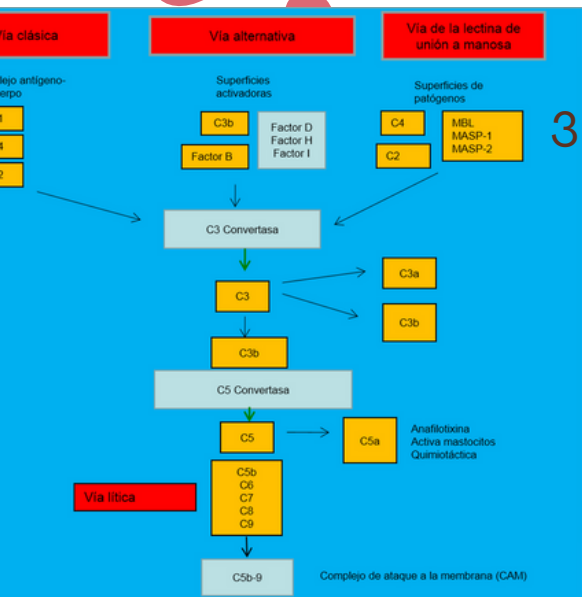 Vía clásica
Vía alternativa
Vía de la lectina de
unión a manosa
Superficies
activadoras
Superficies de
patógenos
C3b
Factor B
Factor D
Factor H
Factor I
C4
C2
MBL
MASP-1
MASP-2
3
C3 Convertasa
C3
C3a
C3b
C3b
C5 Convertasa
C5
C5a
Anafilotixina
Activa mastocitos
Quimiotáctica
Vía lítica
C5b
C6
C7
C8
C9
C5b-9
Complejo de ataque a la membrana (CAM)